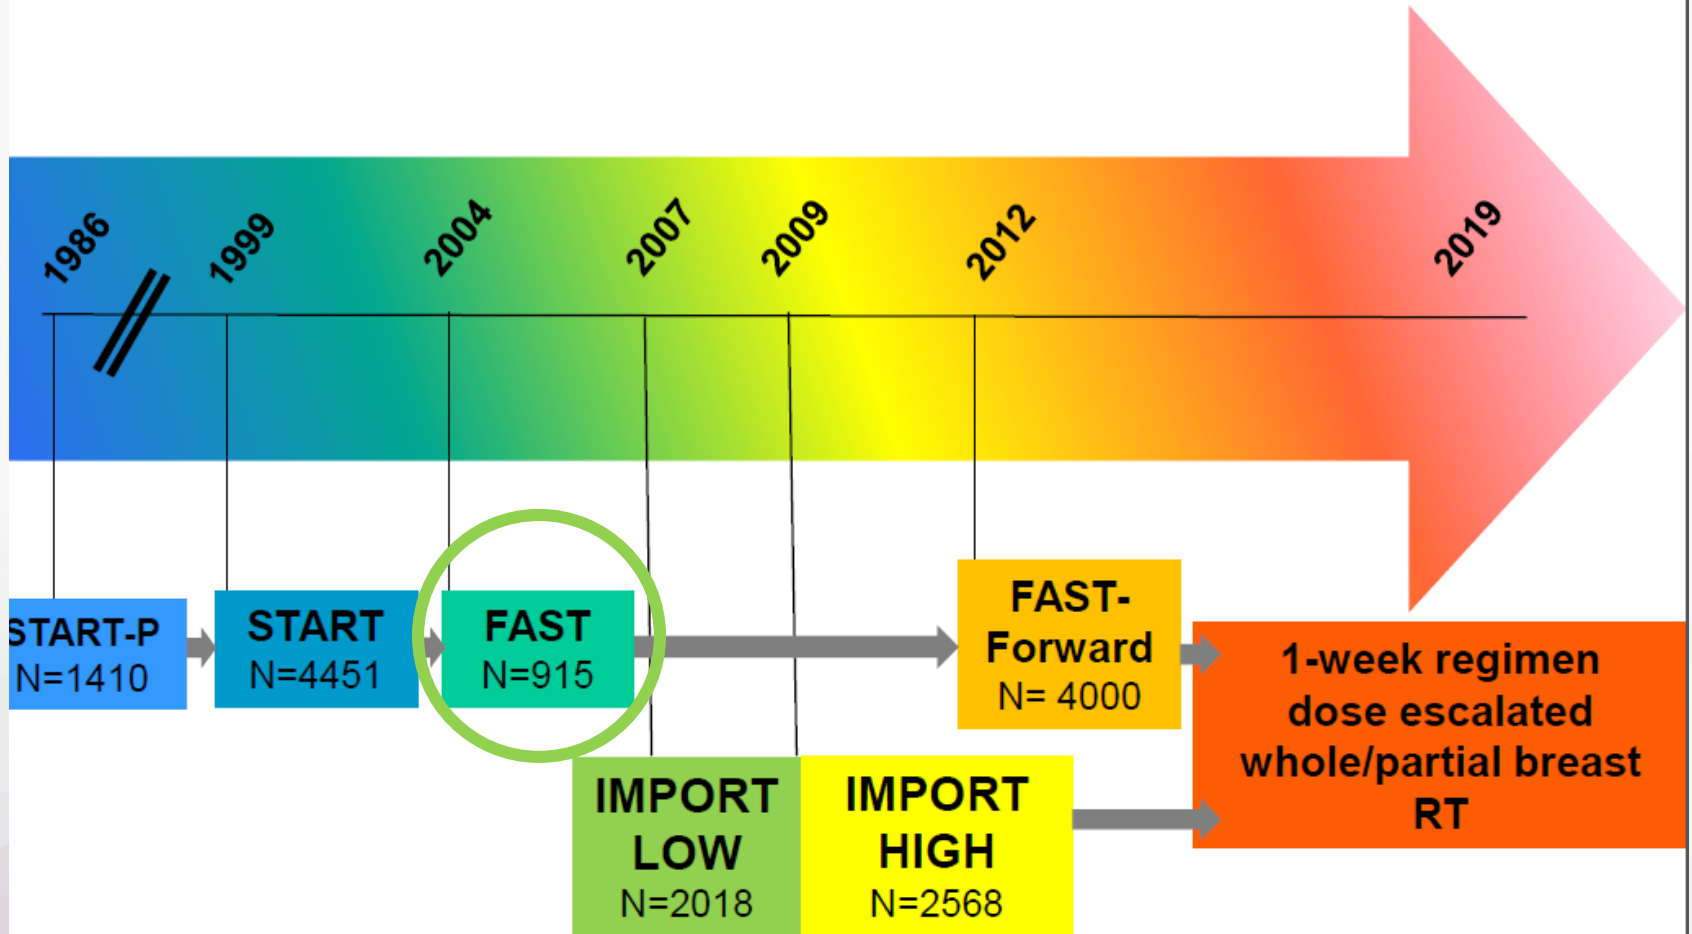 1986
1999
2004
2007
2009
2012
2019
START-P
N=1410
START
N=4451
FAST
N=915
FAST-
Forward
N= 4000
1-week regimen
dose escalated
whole/partial breast
RT
IMPORT
LOW
N=2018
IMPORT
HIGH
N=2568